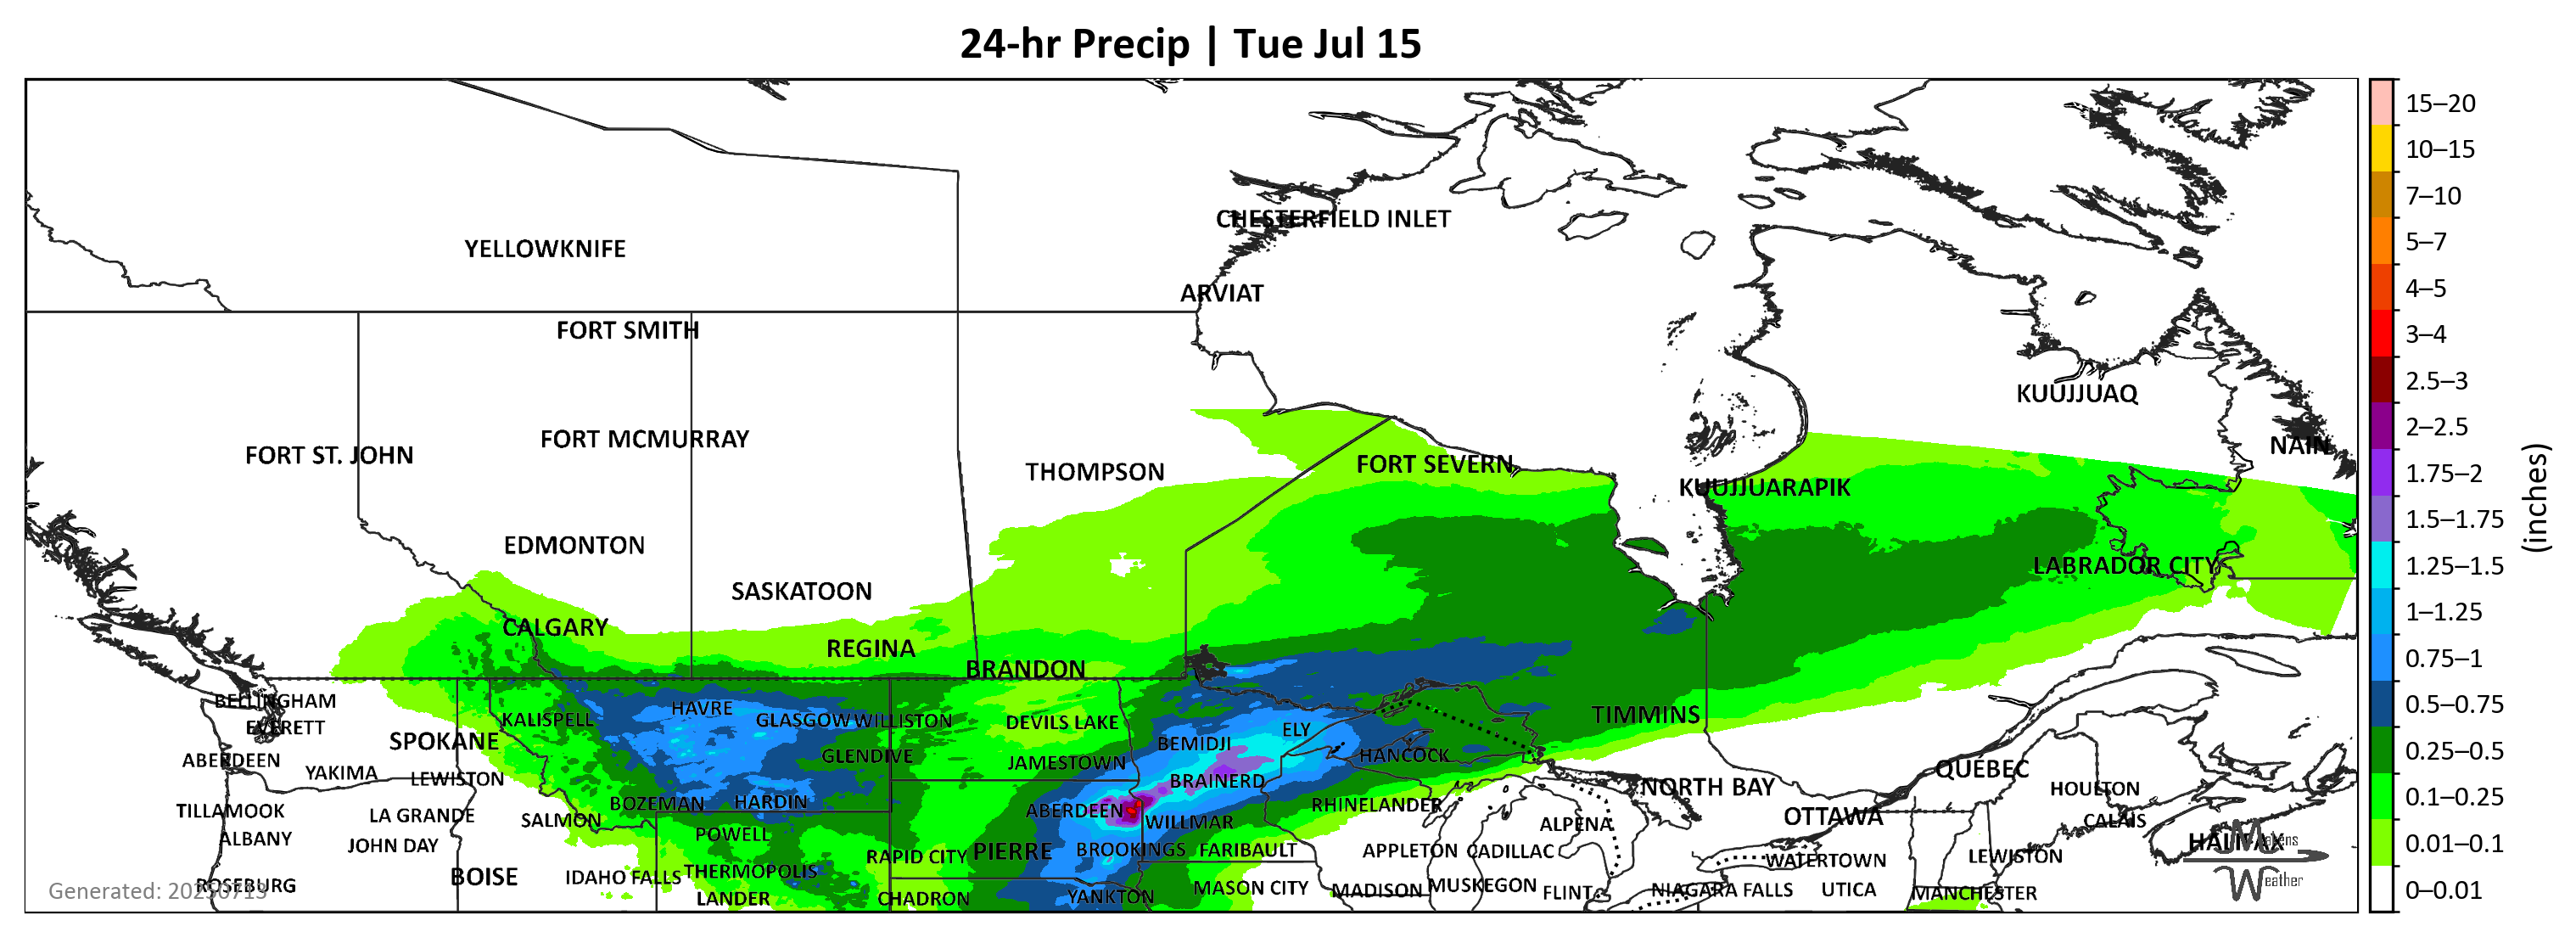 24-hr Precip | Tue Jul 15
CHESTERFIELD INLET
YELLOWKNIFE
ARVIAT
FORT SMITH
KUUJJUAQ
FORT MCMURRAY
NAIN
FORT ST. JOHN
FORT SEVERN
THOMPSON
KUUJJUARAPIK
EDMONTON
LABRADOR CITY
SASKATOON
CALGARY
REGINA
BRANDON
BELLINGHAM
HAVRE
TIMMINS
KALISPELL
GLASGOW
WILLISTON
DEVILS LAKE
EVERETT
ELY
SPOKANE
BEMIDJI
GLENDIVE
HANCOCK
ABERDEEN
JAMESTOWN
QUÉBEC
YAKIMA
LEWISTON
BRAINERD
NORTH BAY
HOULTON
BOZEMAN
HARDIN
RHINELANDER
TILLAMOOK
LA GRANDE
SALMON
ABERDEEN
WILLMAR
ALPENA
OTTAWA
CALAIS
ALBANY
JOHN DAY
POWELL
HALIFAX
RAPID CITY
PIERRE
BROOKINGS
FARIBAULT
APPLETON
CADILLAC
WATERTOWN
LEWISTON
BOISE
IDAHO FALLS
THERMOPOLIS
ROSEBURG
LANDER
CHADRON
YANKTON
MASON CITY
MADISON
MUSKEGON
FLINT
NIAGARA FALLS
UTICA
MANCHESTER
Generated: 20250713
Weather
15–20
10–15
7–10
5–7
4–5
3–4
2.5–3
2–2.5
1.75–2
1.5–1.75
1.25–1.5
1–1.25
0.75–1
0.5–0.75
0.25–0.5
0.1–0.25
0.01–0.1
0–0.01
(inches)